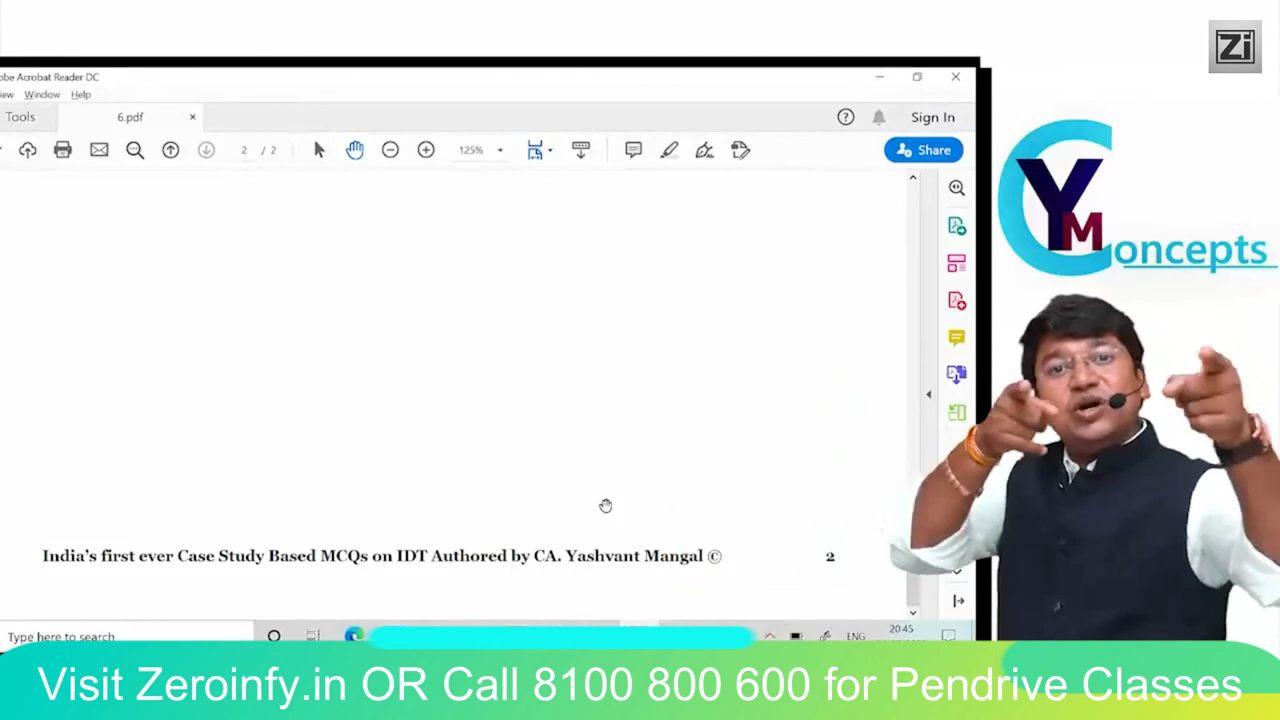 Zi
obe Acrobat Reader DC
iew Window Help
Tools
6.pdf
Sign In
2 / 2
125%
Share
C YM oncepts
India's first ever Case Study Based MCQs on IDT Authored by CA. Yashvant Mangal ©
2
Type here to search
ENG
20:45
Visit Zeroinfy.in OR Call 8100 800 600 for Pendrive Classes